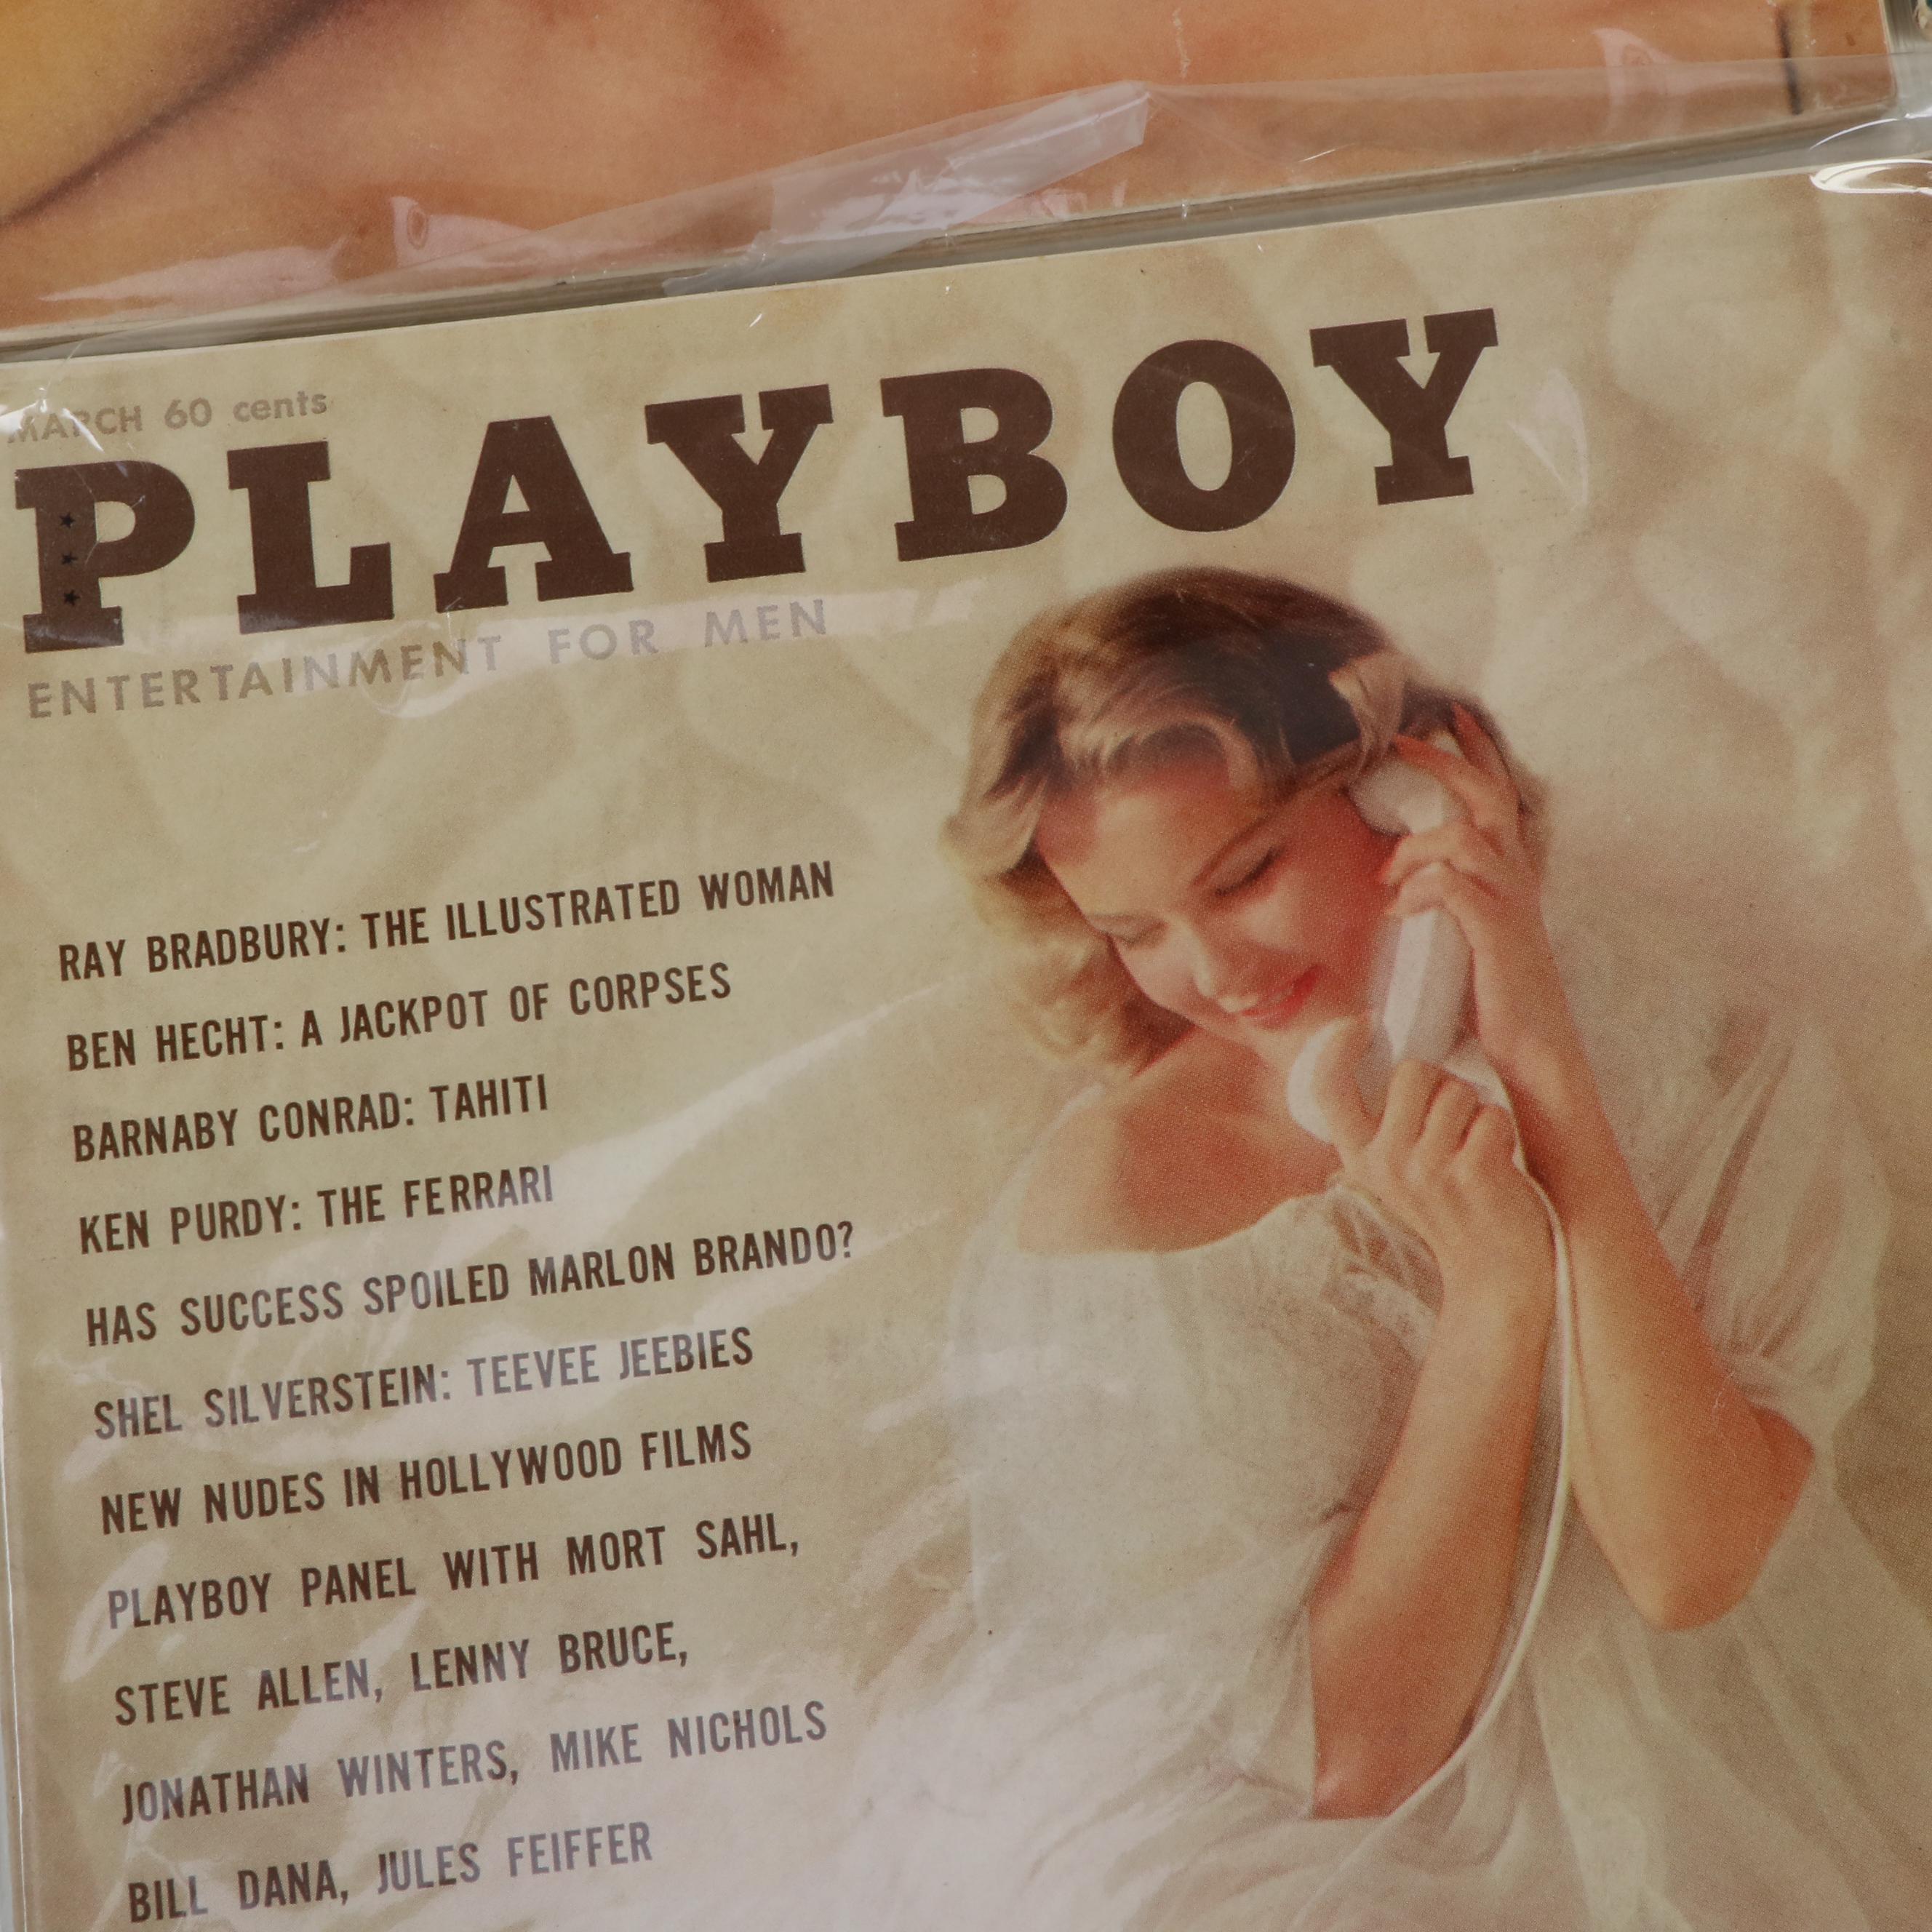 MARCH 60 cents
PLAYBOY
ENTERTAINMENT FOR MEN
RAY BRADBURY: THE ILLUSTRATED WOMAN
BEN HECHT: A JACKPOT OF CORPSES
BARNABY CONRAD: TAHITI
KEN PURDY: THE FERRARI
HAS SUCCESS SPOILED MARLON BRANDO?
SHEL SILVERSTEIN: TEEVEE JEEBIES
NEW NUDES IN HOLLYWOOD FILMS
PLAYBOY PANEL WITH MORT SAHL,
STEVE ALLEN, LENNY BRUCE,
JONATHAN WINTERS, MIKE NICHOLS
BILL DANA, JULES FEIFFER